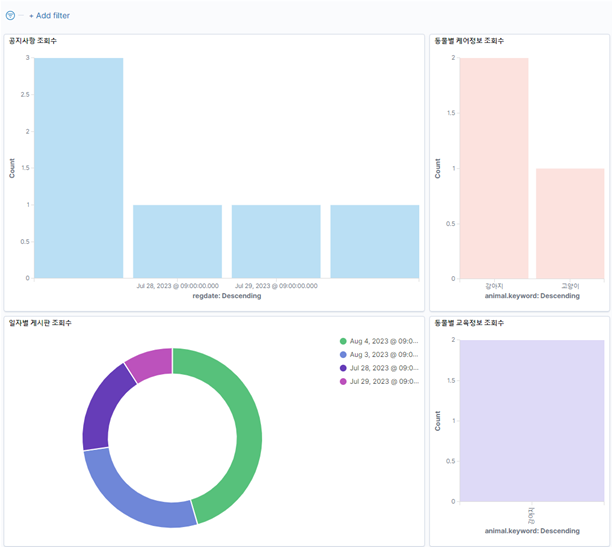 + Add filter
공지사항 조회수
3
2.5
2
1.5
1
0.5
0
Count
Jul 28, 2023 @ 09:00:00.000
Jul 29, 2023 @ 09:00:00.000
regdate: Descending
동물별 케어정보 조회수
2
1.5
1
0.5
0
Count
강아지
고양이
animal.keyword: Descending
일자별 게시판 조회수
Aug 4, 2023 @ 09:0...
Aug 3, 2023 @ 09:0...
Jul 28, 2023 @ 09:0...
Jul 29, 2023 @ 09:0...
동물별 교육정보 조회수
2
1.5
1
0.5
0
Count
강아지
animal.keyword: Descending